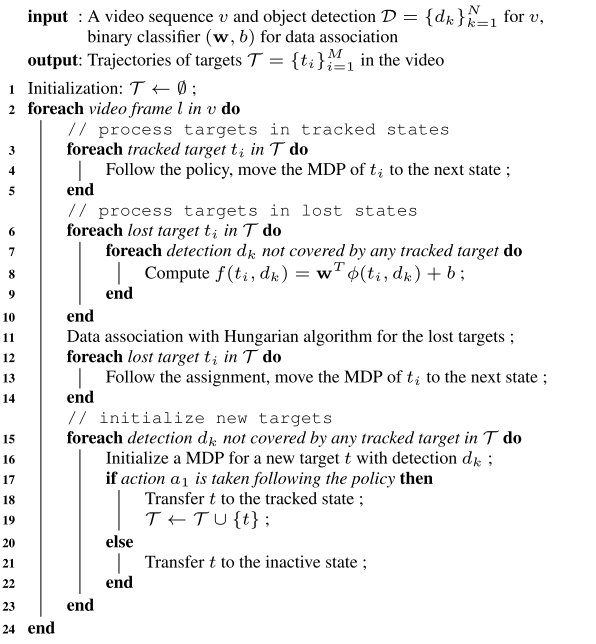 input : A video sequence v and object detection 𝒟 = {d_k}_{k=1}^N for v,
binary classifier (𝐰, b) for data association
output: Trajectories of targets 𝒯 = {t_i}_{i=1}^M in the video
1 Initialization: 𝒯 ← ∅ ;
2 foreach video frame l in v do
// process targets in tracked states
3 foreach tracked target t_i in 𝒯 do
4 Follow the policy, move the MDP of t_i to the next state ;
5 end
// process targets in lost states
6 foreach lost target t_i in 𝒯 do
7 foreach detection d_k not covered by any tracked target do
8 Compute f(t_i, d_k) = 𝐰^T ϕ(t_i, d_k) + b ;
9 end
10 end
11 Data association with Hungarian algorithm for the lost targets ;
12 foreach lost target t_i in 𝒯 do
13 Follow the assignment, move the MDP of t_i to the next state ;
14 end
// initialize new targets
15 foreach detection d_k not covered by any tracked target in 𝒯 do
16 Initialize a MDP for a new target t with detection d_k ;
17 if action a_1 is taken following the policy then
18 Transfer t to the tracked state ;
19 𝒯 ← 𝒯 ∪ {t} ;
20 else
21 Transfer t to the inactive state ;
22 end
23 end
24 end